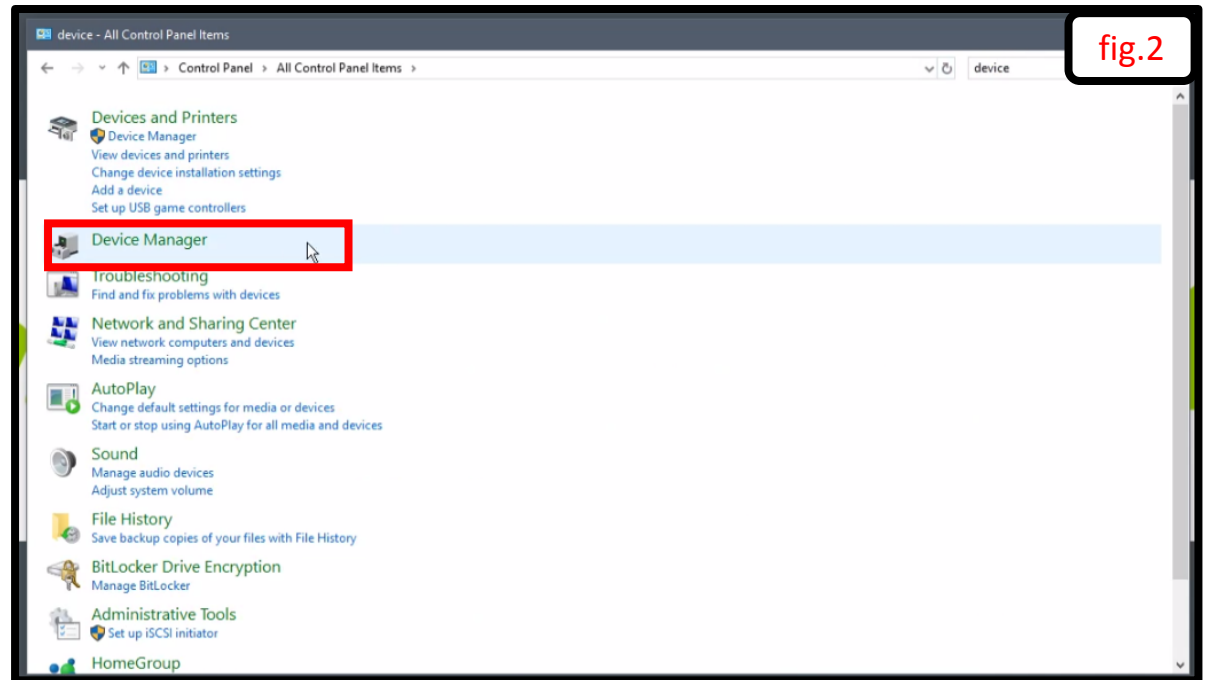 device - All Control Panel Items
fig.2
Control Panel > All Control Panel Items >
device
Devices and Printers
Device Manager
View devices and printers
Change device installation settings
Add a device
Set up USB game controllers
Device Manager
Troubleshooting
Find and fix problems with devices
Network and Sharing Center
View network computers and devices
Media streaming options
AutoPlay
Change default settings for media or devices
Start or stop using AutoPlay for all media and devices
Sound
Manage audio devices
Adjust system volume
File History
Save backup copies of your files with File History
BitLocker Drive Encryption
Manage BitLocker
Administrative Tools
Set up iSCSI initiator
HomeGroup